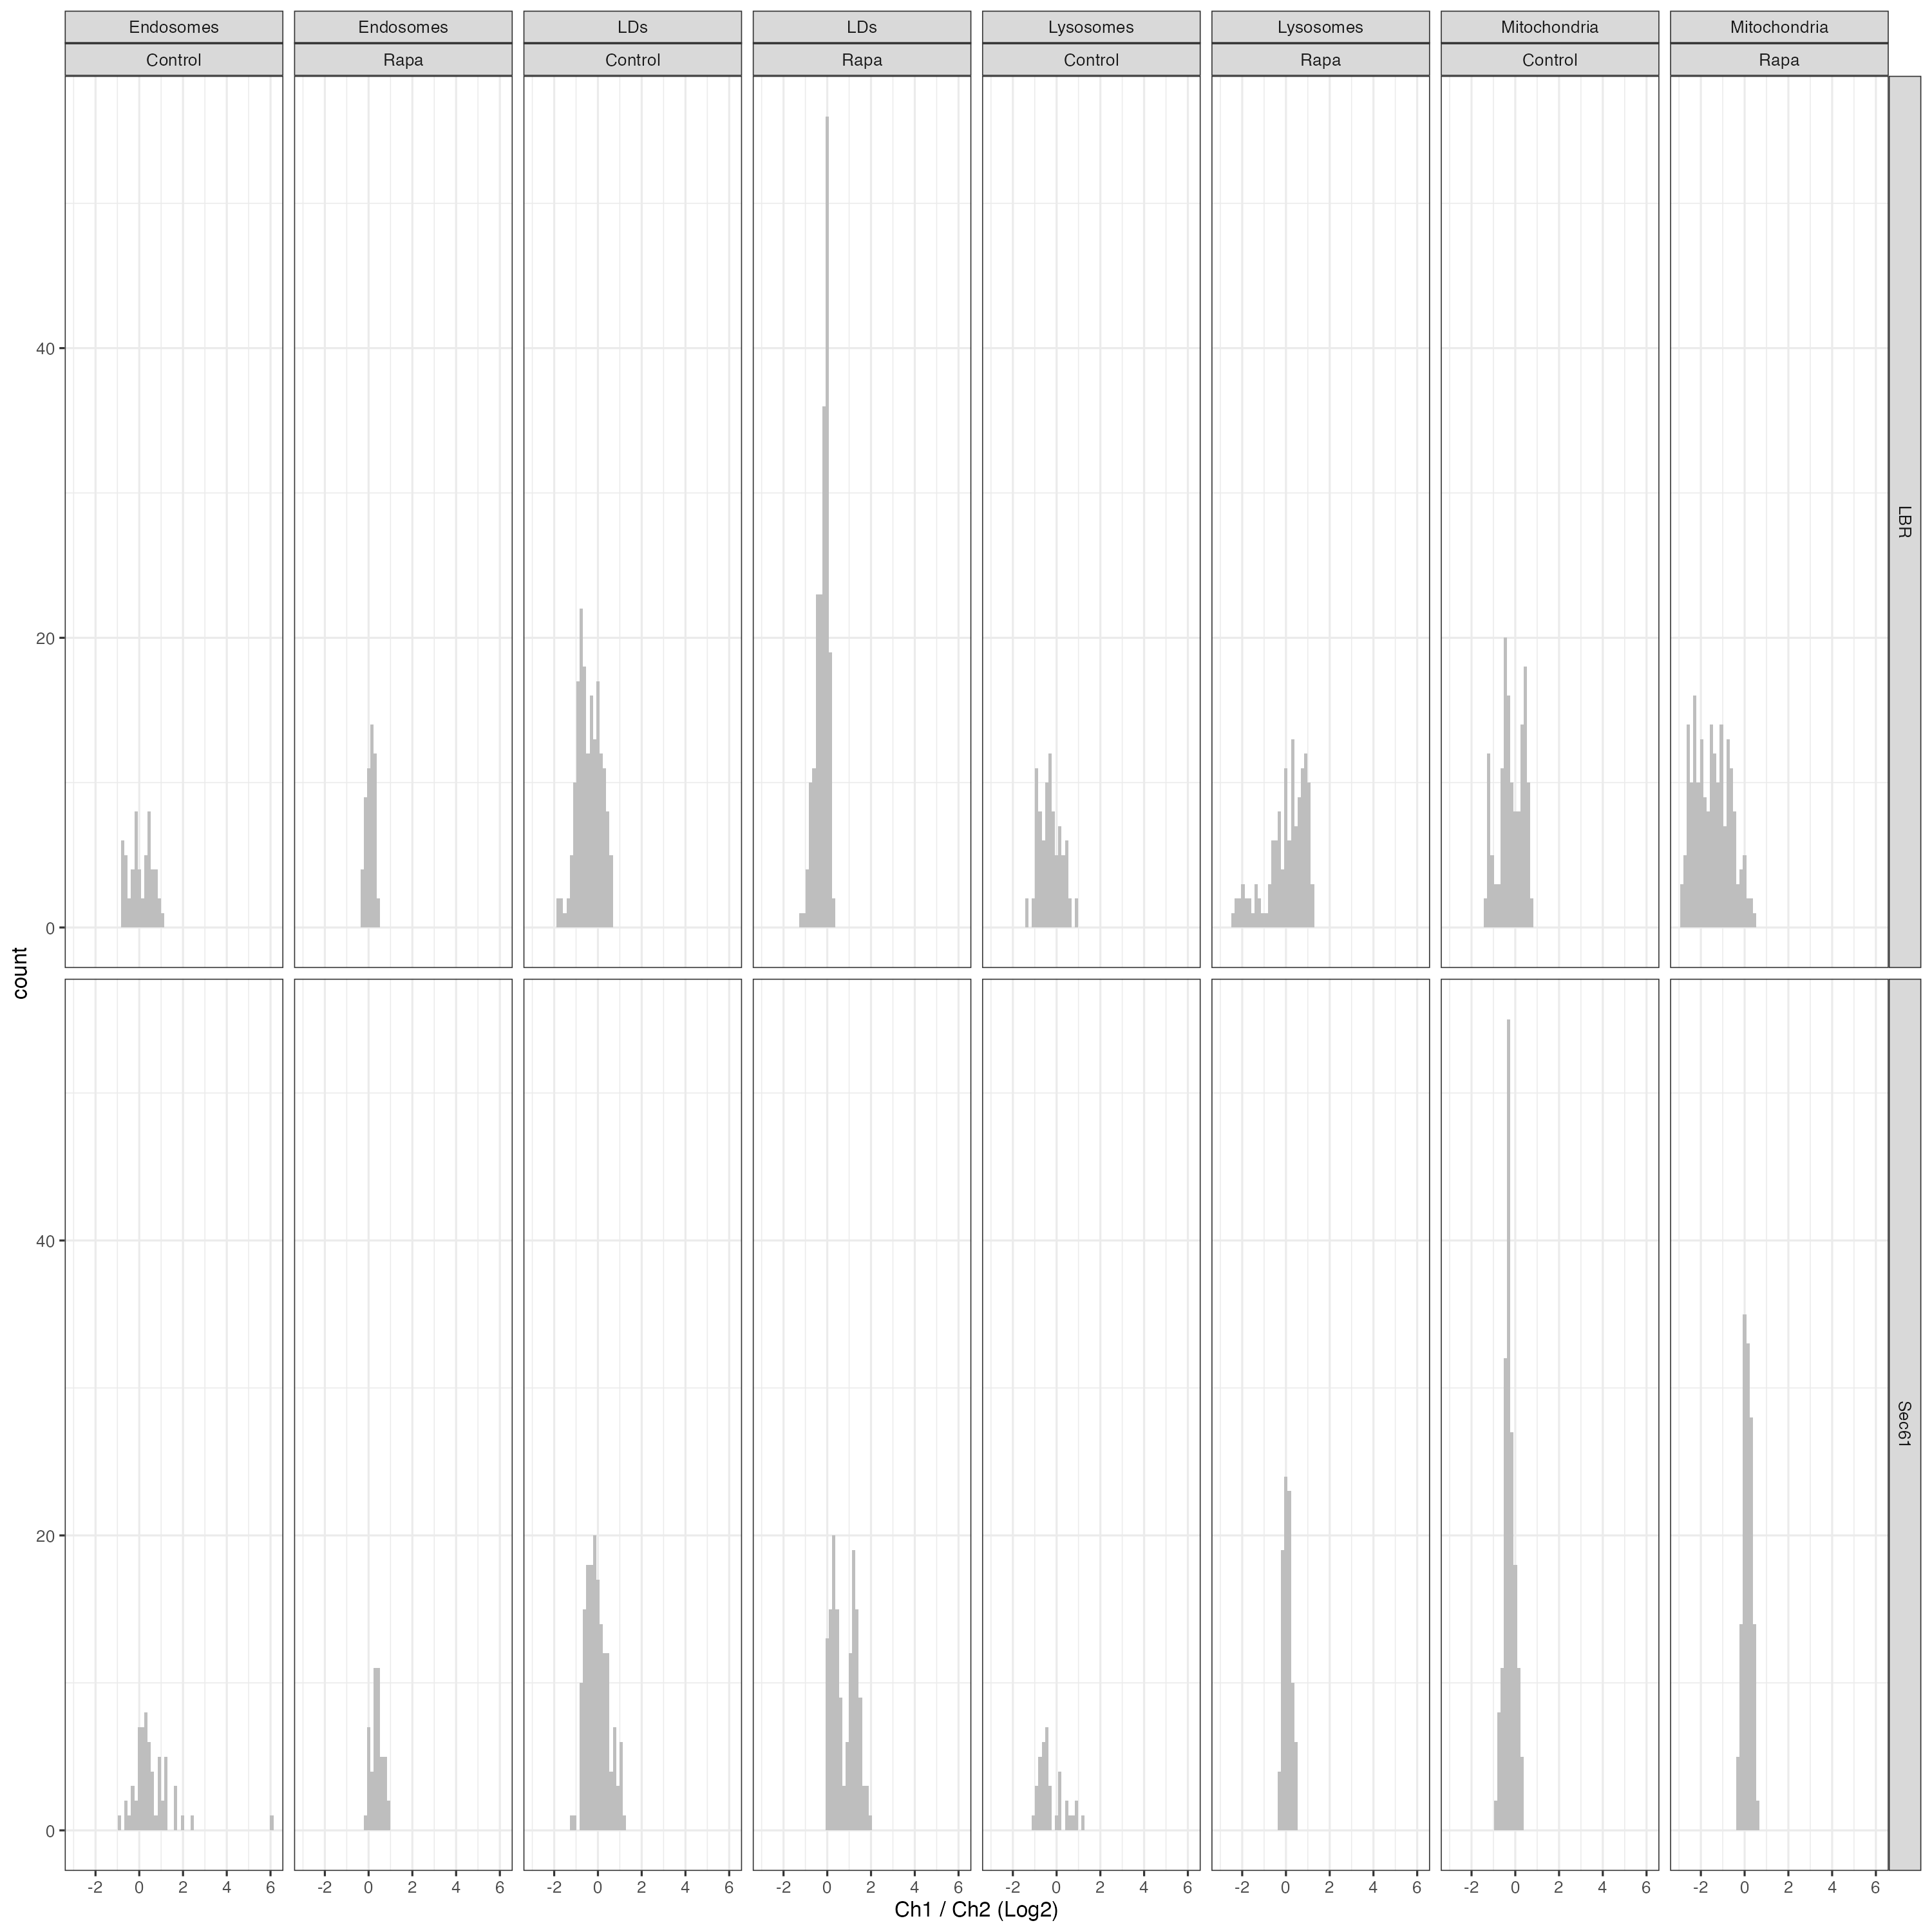 Endosomes Endosomes LDs LDs Lysosomes Lysosomes Mitochondria Mitochondria
Control Rapa Control Rapa Control Rapa Control Rapa
40
20
0
LBR
count
40
20
0
Sec61
-2 0 2 4 6 -2 0 2 4 6 -2 0 2 4 6 -2 0 2 4 6 -2 0 2 4 6 -2 0 2 4 6 -2 0 2 4 6 -2 0 2 4 6
Ch1 / Ch2 (Log2)